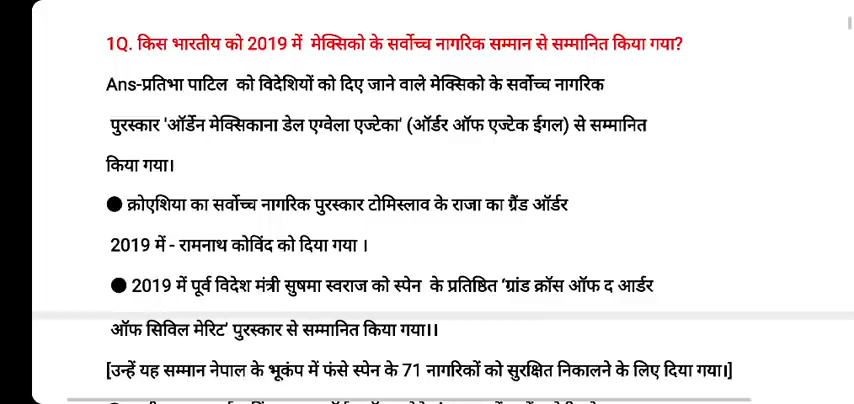 1Q. किस भारतीय को 2019 में मेक्सिको के सर्वोच्च नागरिक सम्मान से सम्मानित किया गया?
Ans-प्रतिभा पाटिल को विदेशियों को दिए जाने वाले मेक्सिको के सर्वोच्च नागरिक
पुरस्कार 'ऑर्डेन मेक्सिकाना डेल एग्वेला एज्टेका' (ऑर्डर ऑफ एज्टेक ईगल) से सम्मानित
किया गया।
● क्रोएशिया का सर्वोच्च नागरिक पुरस्कार टोमिस्लाव के राजा का ग्रैंड ऑर्डर
2019 में - रामनाथ कोविंद को दिया गया ।
● 2019 में पूर्व विदेश मंत्री सुषमा स्वराज को स्पेन के प्रतिष्ठित ‘ग्रांड क्रॉस ऑफ द आर्डर
ऑफ सिविल मेरिट’ पुरस्कार से सम्मानित किया गया।।
[उन्हें यह सम्मान नेपाल के भूकंप में फंसे स्पेन के 71 नागरिकों को सुरक्षित निकालने के लिए दिया गया।]